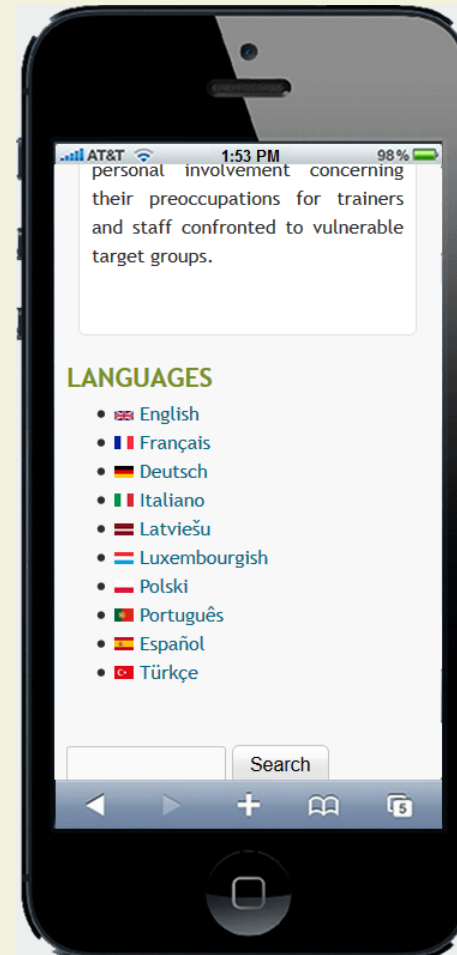 AT&T 1:53 PM 98%
personal involvement concerning
their preoccupations for trainers
and staff confronted to vulnerable
target groups.
LANGUAGES
English
Français
Deutsch
Italiano
Latviešu
Luxembourgish
Polski
Português
Español
Türkçe
Search
5